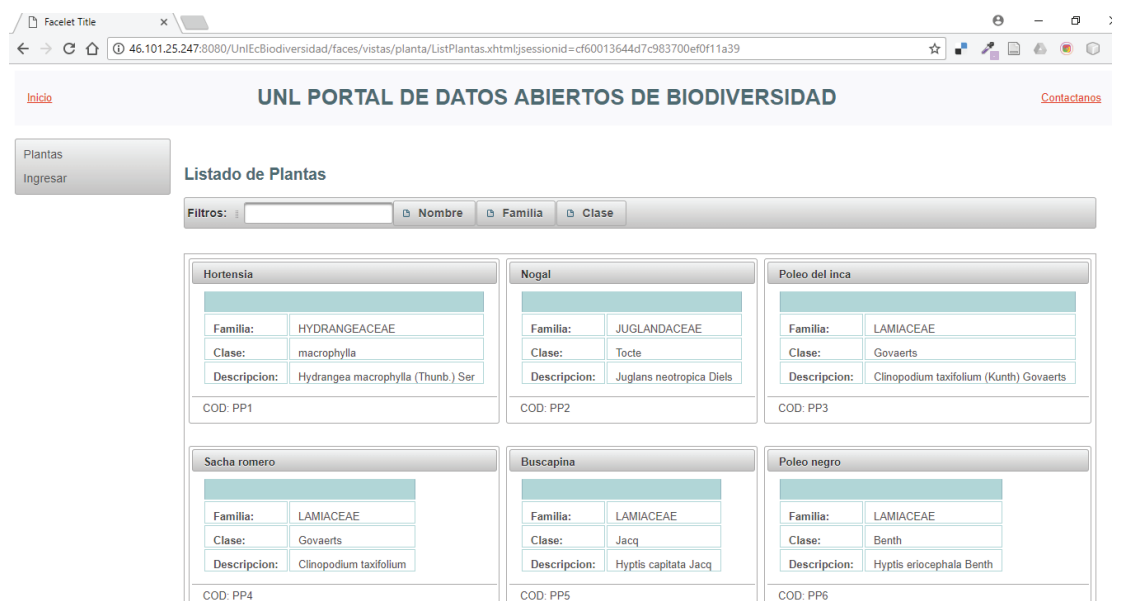 Facelet Title
46.101.25.247:8080/UnlEcBiodiversidad/faces/vistas/planta/ListPlantas.xhtml;jsessionid=cf60013644d7c983700ef0f11a39
Inicio
UNL PORTAL DE DATOS ABIERTOS DE BIODIVERSIDAD
Contactanos
Plantas
Ingresar
Listado de Plantas
Filtros:
Nombre
Familia
Clase
Hortensia
Familia: HYDRANGEACEAE
Clase: macrophylla
Descripcion: Hydrangea macrophylla (Thunb.) Ser
COD: PP1
Nogal
Familia: JUGLANDACEAE
Clase: Tocte
Descripcion: Juglans neotropica Diels
COD: PP2
Poleo del inca
Familia: LAMIACEAE
Clase: Govaerts
Descripcion: Clinopodium taxifolium (Kunth) Govaerts
COD: PP3
Sacha romero
Familia: LAMIACEAE
Clase: Govaerts
Descripcion: Clinopodium taxifolium
COD: PP4
Buscapina
Familia: LAMIACEAE
Clase: Jacq
Descripcion: Hyptis capitata Jacq
COD: PP5
Poleo negro
Familia: LAMIACEAE
Clase: Benth
Descripcion: Hyptis eriocephala Benth
COD: PP6